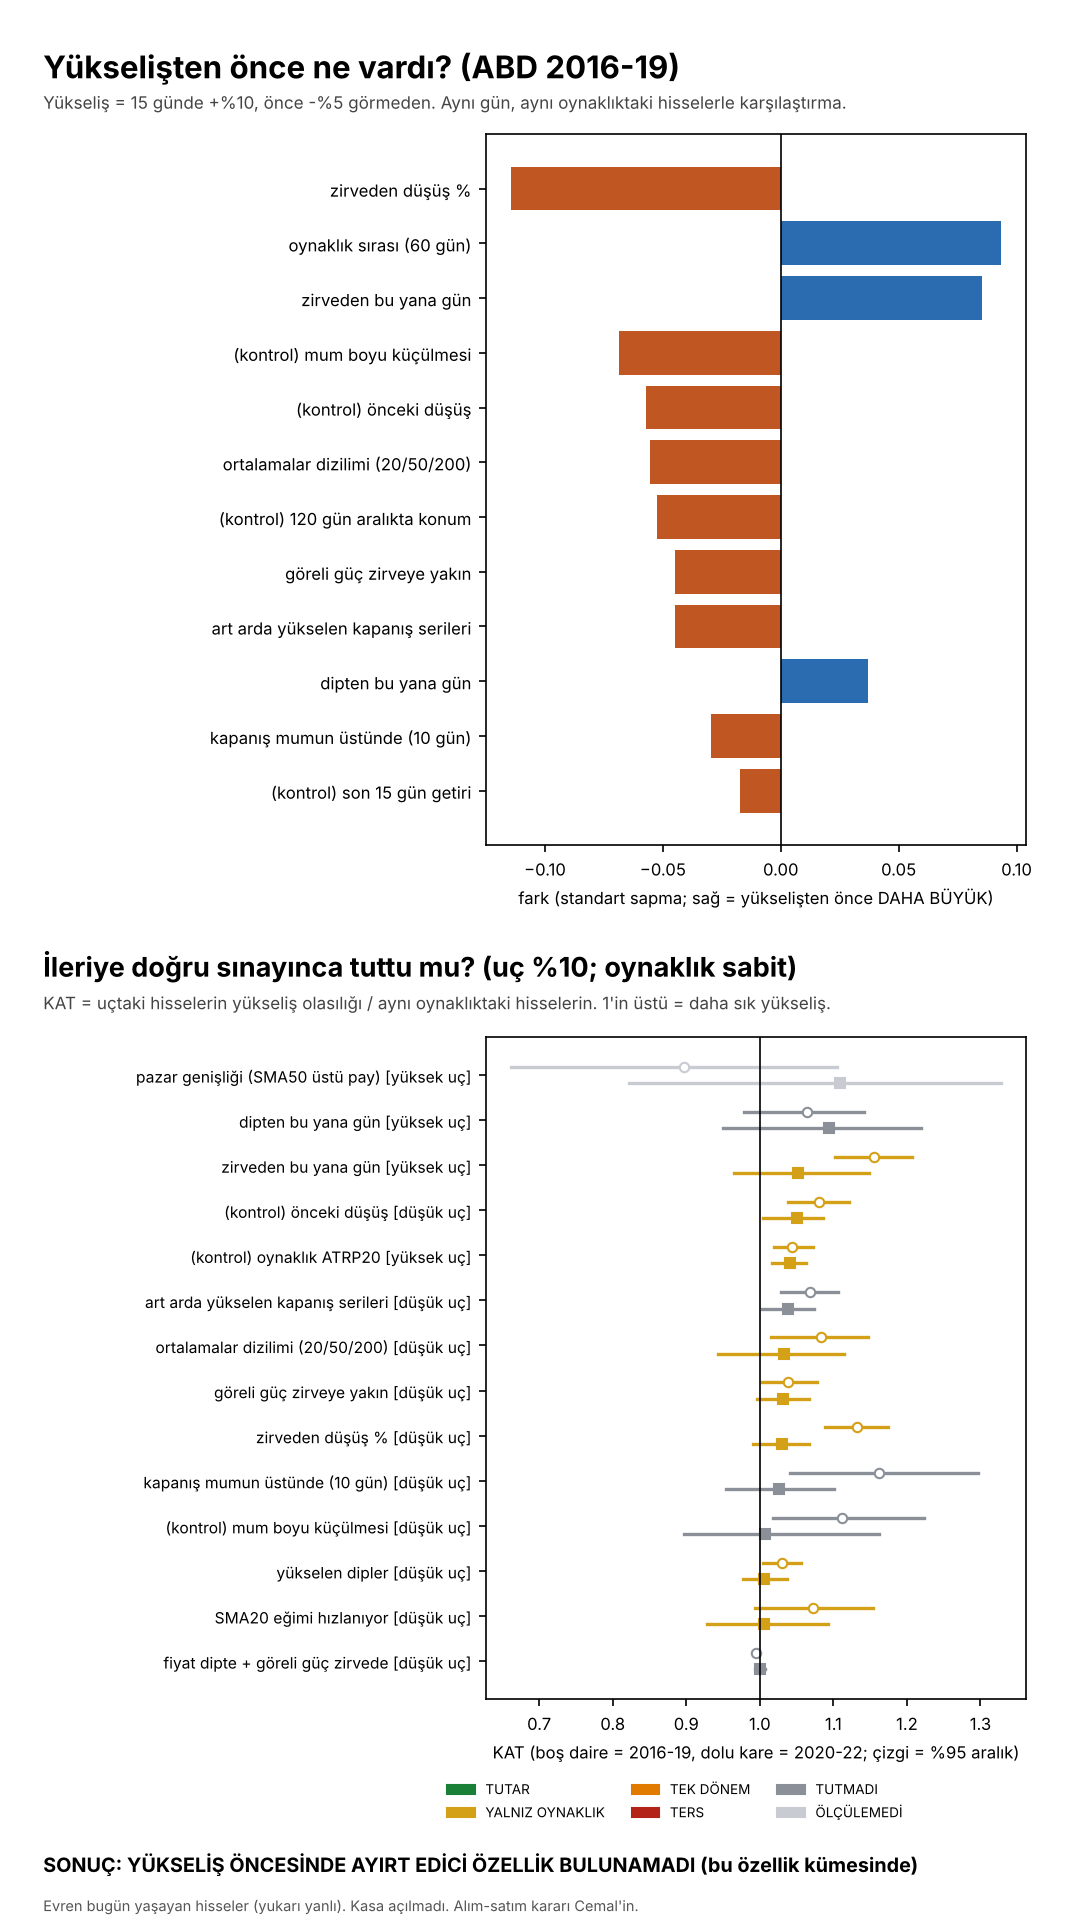 Yükselişten önce ne vardı? (ABD 2016-19)
Yükseliş = 15 günde +%10, önce -%5 görmeden. Aynı gün, aynı oynaklıktaki hisselerle karşılaştırma.
zirveden düşüş %
oynaklık sırası (60 gün)
zirveden bu yana gün
(kontrol) mum boyu küçülmesi
(kontrol) önceki düşüş
ortalamalar dizilimi (20/50/200)
(kontrol) 120 gün aralıkta konum
göreli güç zirveye yakın
art arda yükselen kapanış serileri
dipten bu yana gün
kapanış mumun üstünde (10 gün)
(kontrol) son 15 gün getiri
−0.10 −0.05 0.00 0.05 0.10
fark (standart sapma; sağ = yükselişten önce DAHA BÜYÜK)
İleriye doğru sınayınca tuttu mu? (uç %10; oynaklık sabit)
KAT = uçtaki hisselerin yükseliş olasılığı / aynı oynaklıktaki hisselerin. 1'in üstü = daha sık yükseliş.
pazar genişliği (SMA50 üstü pay) [yüksek uç]
dipten bu yana gün [yüksek uç]
zirveden bu yana gün [yüksek uç]
(kontrol) önceki düşüş [düşük uç]
(kontrol) oynaklık ATRP20 [yüksek uç]
art arda yükselen kapanış serileri [düşük uç]
ortalamalar dizilimi (20/50/200) [düşük uç]
göreli güç zirveye yakın [düşük uç]
zirveden düşüş % [düşük uç]
kapanış mumun üstünde (10 gün) [düşük uç]
(kontrol) mum boyu küçülmesi [düşük uç]
yükselen dipler [düşük uç]
SMA20 eğimi hızlanıyor [düşük uç]
fiyat dipte + göreli güç zirvede [düşük uç]
0.7 0.8 0.9 1.0 1.1 1.2 1.3
KAT (boş daire = 2016-19, dolu kare = 2020-22; çizgi = %95 aralık)
TUTAR TEK DÖNEM TUTMADI
YALNIZ OYNAKLIK TERS ÖLÇÜLEMEDİ
SONUÇ: YÜKSELİŞ ÖNCESİNDE AYIRT EDİCİ ÖZELLİK BULUNAMADI (bu özellik kümesinde)
Evren bugün yaşayan hisseler (yukarı yanlı). Kasa açılmadı. Alım-satım kararı Cemal'in.